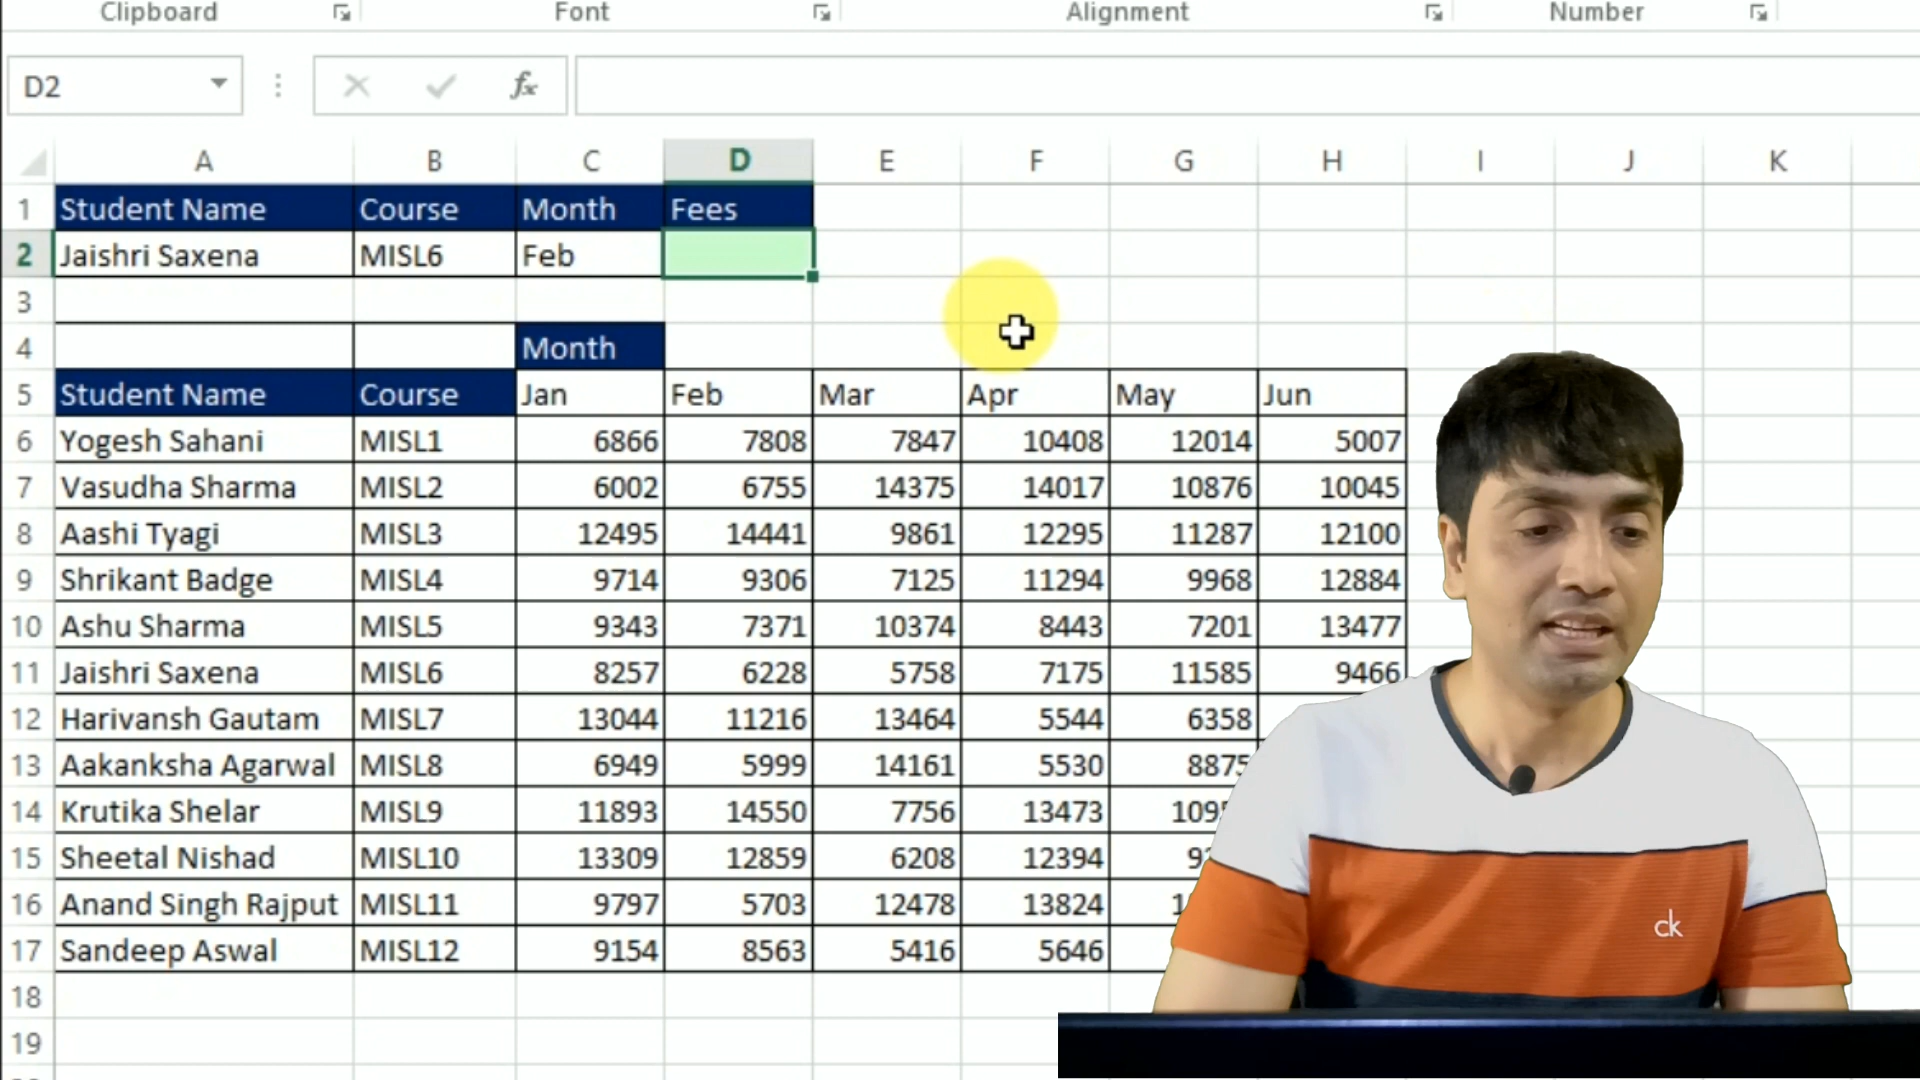 Clipboard Font Alignment Number
D2 fx
A B C D E F G H I J K
1 Student Name Course Month Fees
2 Jaishri Saxena MISL6 Feb
3
4 Month
5 Student Name Course Jan Feb Mar Apr May Jun
6 Yogesh Sahani MISL1 6866 7808 7847 10408 12014 5007
7 Vasudha Sharma MISL2 6002 6755 14375 14017 10876 10045
8 Aashi Tyagi MISL3 12495 14441 9861 12295 11287 12100
9 Shrikant Badge MISL4 9714 9306 7125 11294 9968 12884
10 Ashu Sharma MISL5 9343 7371 10374 8443 7201 13477
11 Jaishri Saxena MISL6 8257 6228 5758 7175 11585 9466
12 Harivansh Gautam MISL7 13044 11216 13464 5544 6358
13 Aakanksha Agarwal MISL8 6949 5999 14161 5530 8875
14 Krutika Shelar MISL9 11893 14550 7756 13473
15 Sheetal Nishad MISL10 13309 12859 6208 12394
16 Anand Singh Rajput MISL11 9797 5703 12478 13824
17 Sandeep Aswal MISL12 9154 8563 5416 5646
18
19
ck